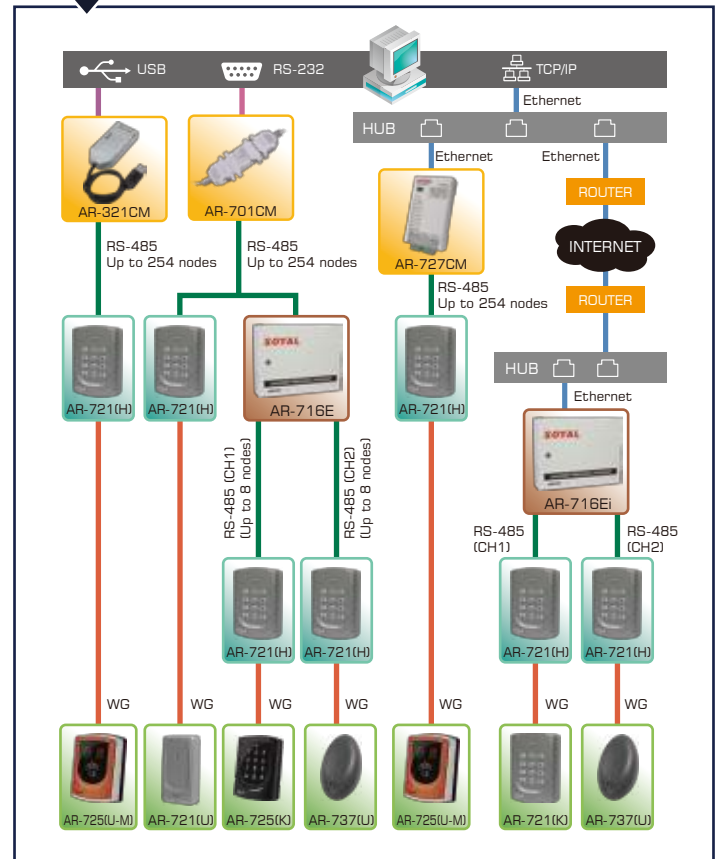 USB
RS-232
TCP/IP
Ethernet
HUB
Ethernet
Ethernet
ROUTER
AR-321CM
AR-701CM
INTERNET
AR-727CM
RS-485
Up to 254 nodes
RS-485
Up to 254 nodes
RS-485
Up to 254 nodes
ROUTER
SOYAL
HUB
AR-721(H)
AR-721(H)
AR-716E
AR-721(H)
Ethernet
SOYAL
RS-485 (CH1)
(Up to 8 nodes)
RS-485 (CH2)
(Up to 8 nodes)
AR-716Ei
RS-485
(CH1)
RS-485
(CH2)
AR-721(H)
AR-721(H)
AR-721(H)
AR-721(H)
WG
WG
WG
WG
WG
WG
WG
AR-725(U-M)
AR-721(U)
AR-725(K)
AR-737(U)
AR-725(U-M)
AR-721(K)
AR-737(U)